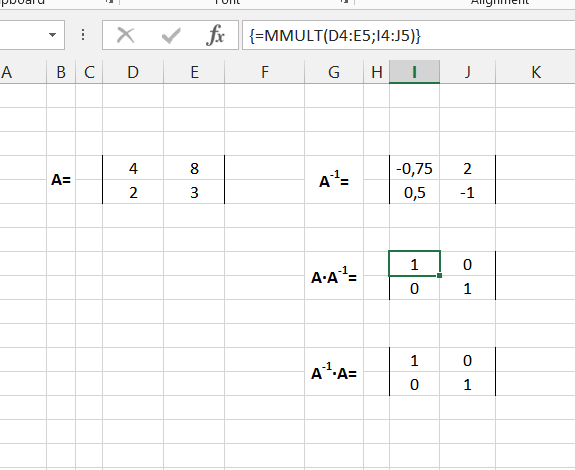 pboard
Font
Alignment
fx {=MMULT(D4:E5;I4:J5)}
A B C D E F G H I J K
A= 4 8 A-1= -0,75 2
2 3 0,5 -1
A·A-1= 1 0
0 1
A-1·A= 1 0
0 1